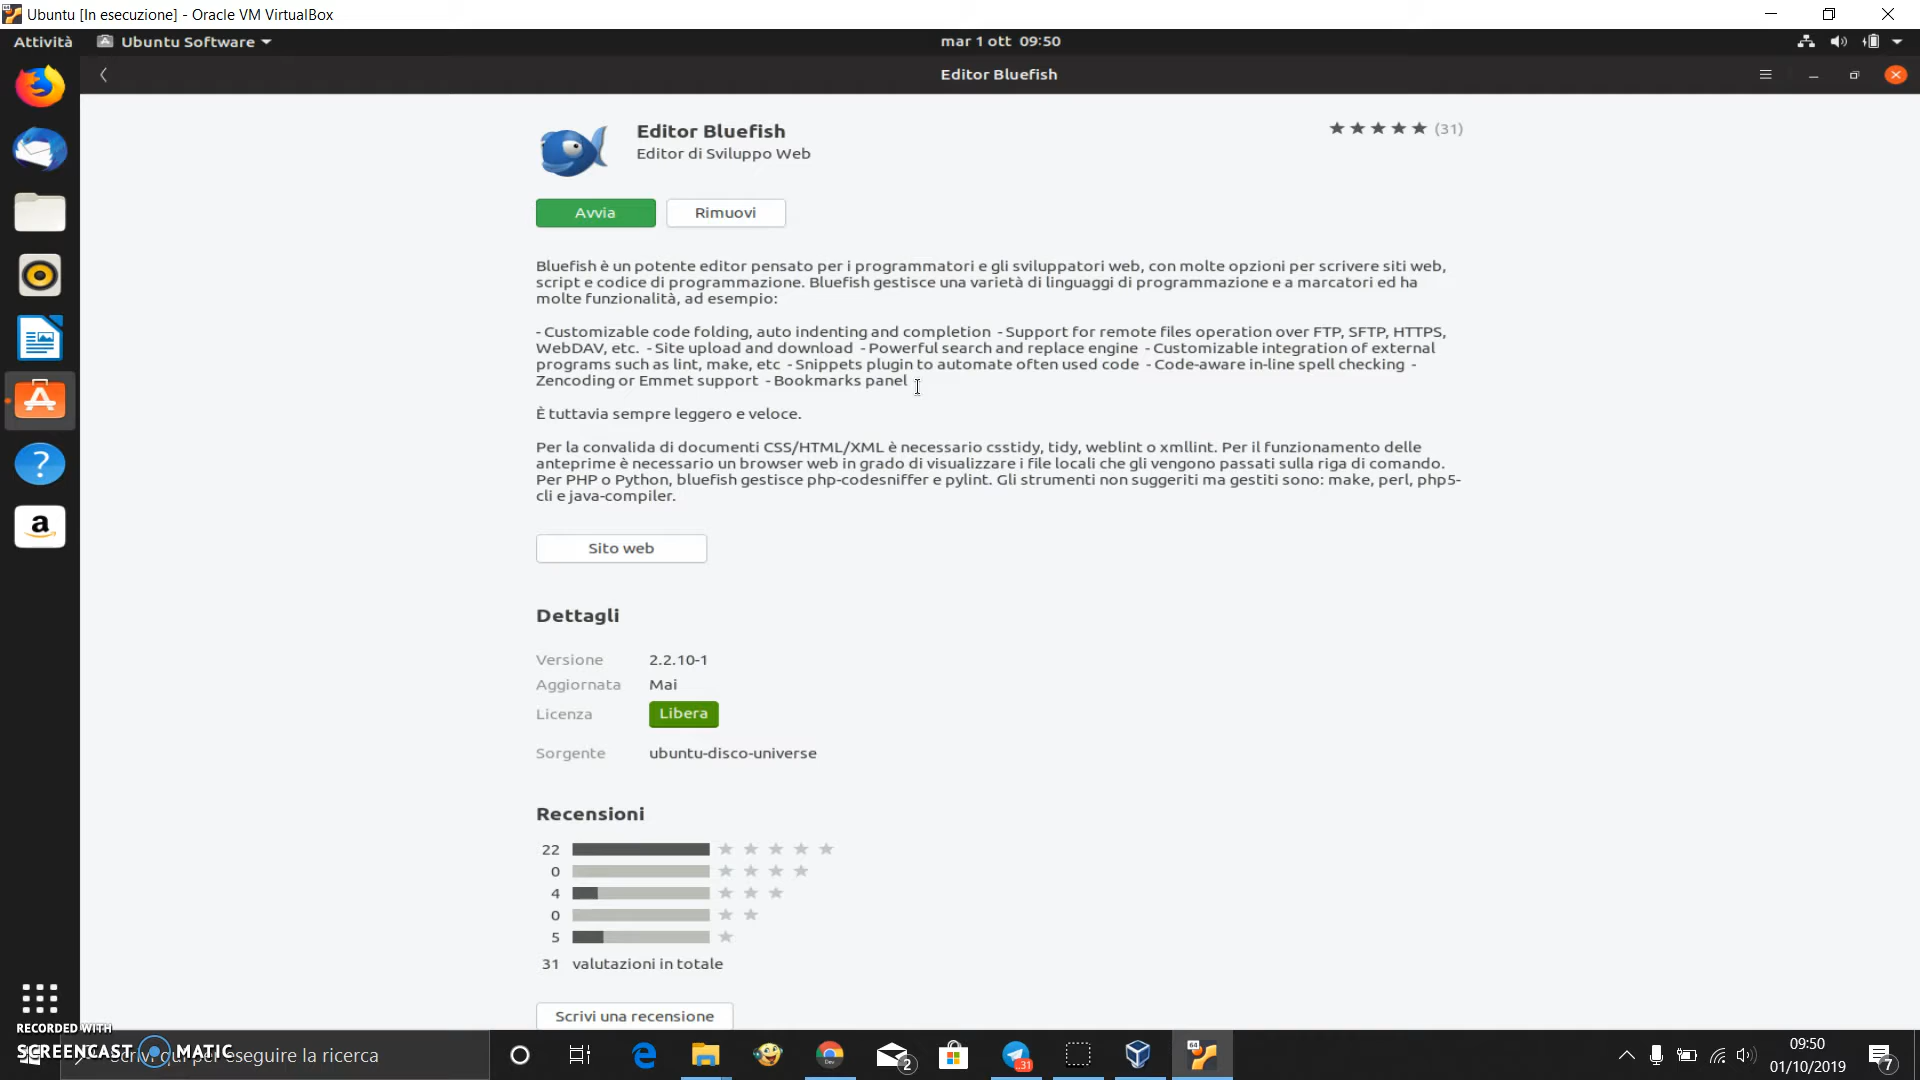 Ubuntu [In esecuzione] - Oracle VM VirtualBox
Attività Ubuntu Software mar 1 ott 09:50
Editor Bluefish
Editor Bluefish (31)
Editor di Sviluppo Web
Avvia Rimuovi
Bluefish è un potente editor pensato per i programmatori e gli sviluppatori web, con molte opzioni per scrivere siti web,
script e codice di programmazione. Bluefish gestisce una varietà di linguaggi di programmazione e a marcatori ed ha
molte funzionalità, ad esempio:
- Customizable code folding, auto indenting and completion - Support for remote files operation over FTP, SFTP, HTTPS,
WebDAV, etc. - Site upload and download - Powerful search and replace engine - Customizable integration of external
programs such as lint, make, etc - Snippets plugin to automate often used code - Code-aware in-line spell checking -
Zencoding or Emmet support - Bookmarks panel
È tuttavia sempre leggero e veloce.
Per la convalida di documenti CSS/HTML/XML è necessario csstidy, tidy, weblint o xmllint. Per il funzionamento delle
anteprime è necessario un browser web in grado di visualizzare i file locali che gli vengono passati sulla riga di comando.
Per PHP o Python, bluefish gestisce php-codesniffer e pylint. Gli strumenti non suggeriti ma gestiti sono: make, perl, php5-
cli e java-compiler.
Sito web
Dettagli
Versione 2.2.10-1
Aggiornata Mai
Licenza Libera
Sorgente ubuntu-disco-universe
Recensioni
22
0
4
0
5
31 valutazioni in totale
Scrivi una recensione
RECORDED WITH
SCREENCAST MATIC
qui per eseguire la ricerca
Dev
2
31
64
09:50
01/10/2019
7